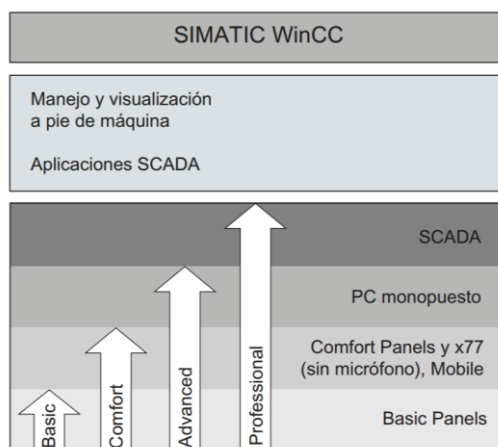 SIMATIC WinCC
Manejo y visualización
a pie de máquina
Aplicaciones SCADA
SCADA
PC monopuesto
Comfort Panels y x77
(sin micrófono), Mobile
Basic Panels
Basic
Comfort
Advanced
Professional